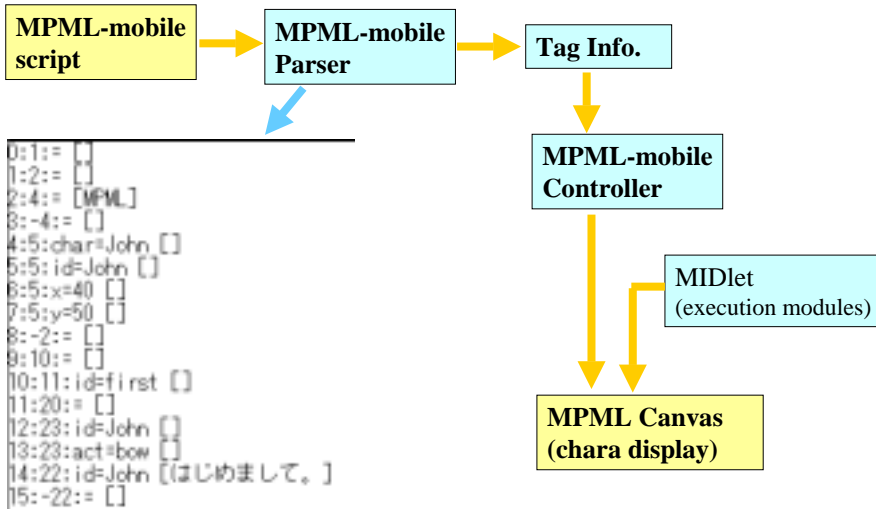 MPML-mobile
script
MPML-mobile
Parser
Tag Info.
MPML-mobile
Controller
MIDlet
(execution modules)
MPML Canvas
(chara display)
0:1:= []
1:2:= []
2:4:= [MPML]
3:-4:= []
4:5:char=John []
5:5:id=John []
6:5:x=40 []
7:5:y=50 []
8:-2:= []
9:10:= []
10:11:id=first []
11:20:= []
12:23:id=John []
13:23:act=bow []
14:22:id=John [(はじめまして。]
15:-22:= []